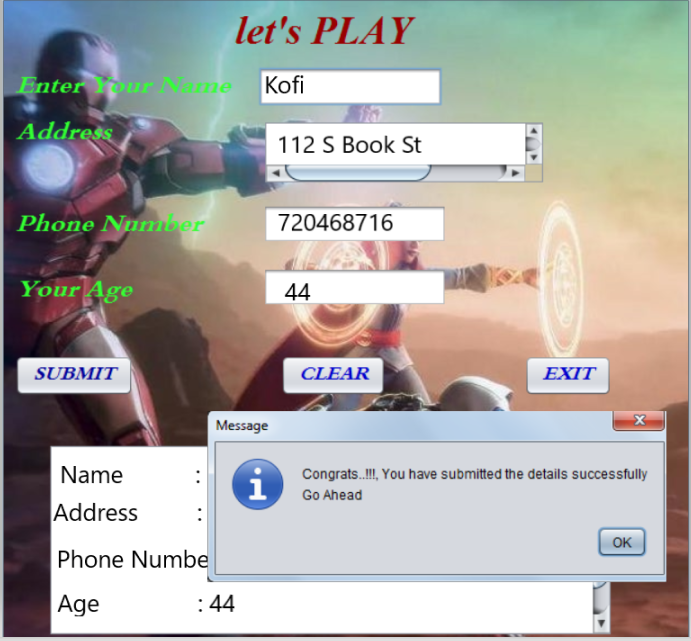 let's PLAY
Enter Your Name Kofi
Address 112 S Book St
Phone Number 720468716
Your Age 44
SUBMIT CLEAR EXIT
Message
Congrats..!!!, You have submitted the details successfully
Go Ahead
OK
Name :
Address :
Phone Numbe
Age : 44